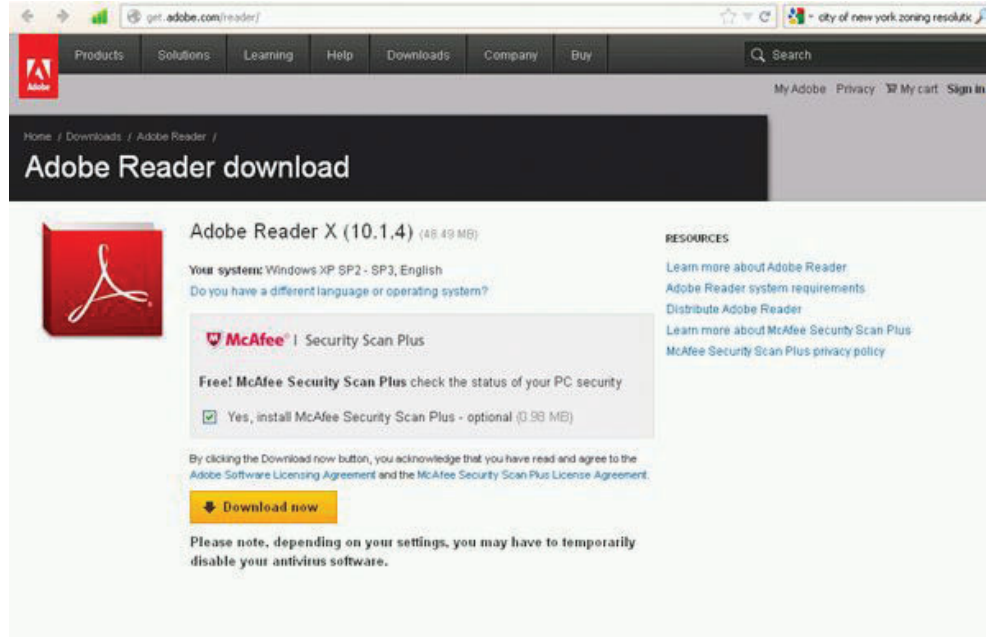 get.adobe.com/reader/
city of new york zoning resolutic
Adobe
Products Solutions Learning Help Downloads Company Buy
Search
My Adobe Privacy My cart Sign in
Home / Downloads / Adobe Reader /
Adobe Reader download
Adobe Reader X (10.1.4) (48.49 MB)
Your system: Windows XP SP2 - SP3, English
Do you have a different language or operating system?
McAfee® | Security Scan Plus
Free! McAfee Security Scan Plus check the status of your PC security
Yes, install McAfee Security Scan Plus - optional (0.98 MB)
By clicking the Download now button, you acknowledge that you have read and agree to the
Adobe Software Licensing Agreement and the McAfee Security Scan Plus License Agreement.
Download now
Please note, depending on your settings, you may have to temporarily
disable your antivirus software.
RESOURCES
Learn more about Adobe Reader
Adobe Reader system requirements
Distribute Adobe Reader
Learn more about McAfee Security Scan Plus
McAfee Security Scan Plus privacy policy